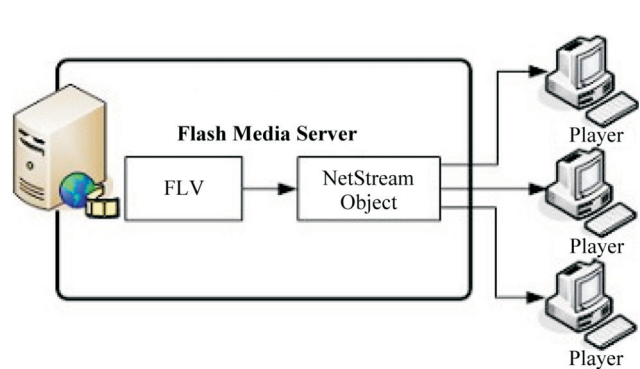 Flash Media Server
FLV
NetStream
Object
Player
Player
Player